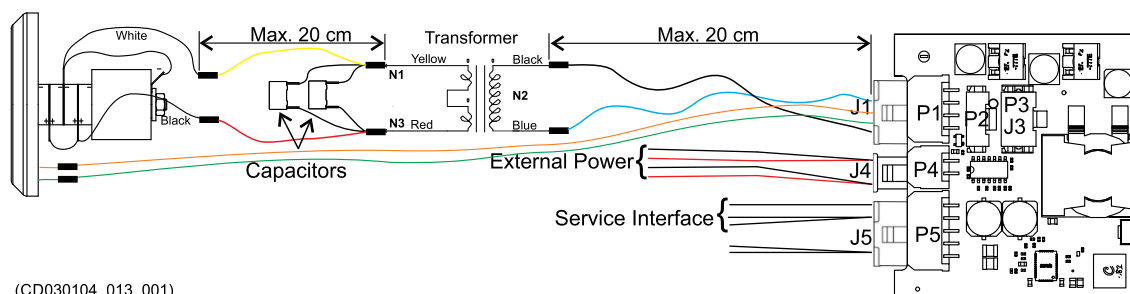 White
Max. 20 cm
Transformer
Max. 20 cm
N1
Yellow
Black
N2
Black
N3
Red
Blue
Capacitors
External Power
Service Interface
J1
P1
P2
P3
J3
J4
P4
J5
P5
(CD030104_013_001)